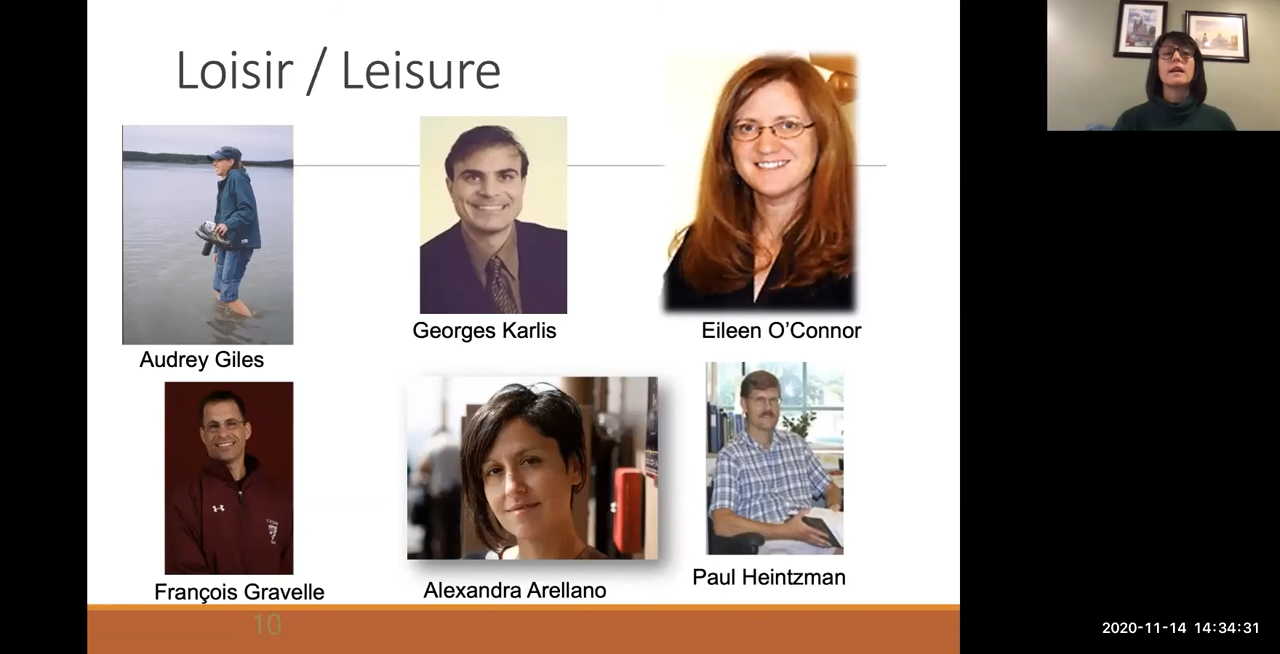 Loisir / Leisure
Georges Karlis
Eileen O'Connor
Audrey Giles
François Gravelle
Alexandra Arellano
Paul Heintzman
10
2020-11-14 14:34:31